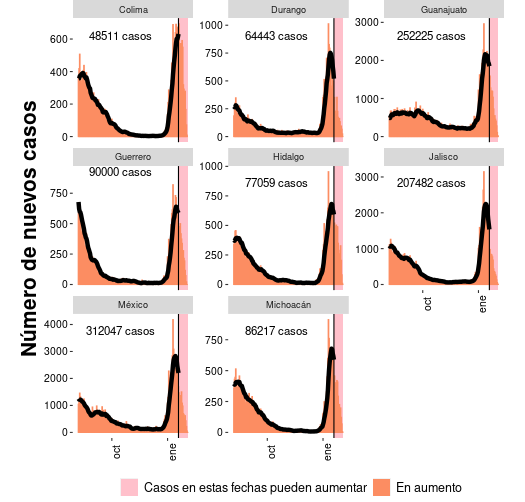 Número de nuevos casos
Colima
48511 casos
600
400
200
0
Durango
64443 casos
1000
750
500
250
0
Guanajuato
252225 casos
3000
2000
1000
0
Guerrero
90000 casos
750
500
250
0
Hidalgo
77059 casos
1000
750
500
250
0
Jalisco
207482 casos
3000
2000
1000
0
oct
ene
México
312047 casos
4000
3000
2000
1000
0
oct
ene
Michoacán
86217 casos
750
500
250
0
oct
ene
Casos en estas fechas pueden aumentar
En aumento